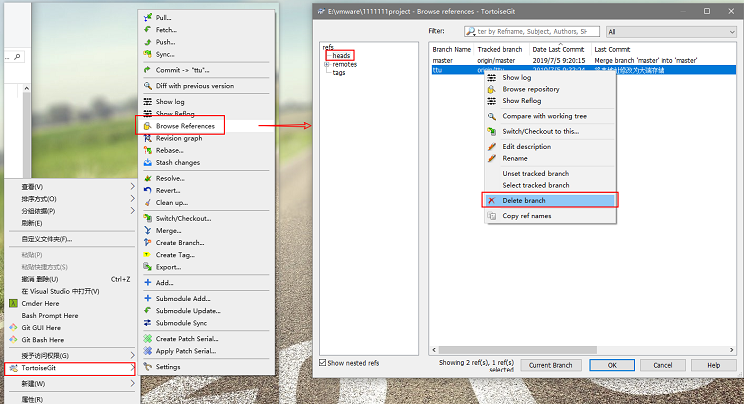 查看(V)
排序方式(O)
分组依据(P)
刷新(E)
自定义文件夹(F)...
粘贴(P)
粘贴快捷方式(S)
撤消 删除(U) Ctrl+Z
在 Visual Studio 中打开(V)
Cmder Here
Bash Prompt Here
Git GUI Here
Git Bash Here
授予访问权限(G)
TortoiseGit
新建(W)
属性(R)
Pull...
Fetch...
Push...
Sync...
Commit -> "ttu"...
Diff with previous version
Show log
Show Reflog
Browse References
Revision graph
Rebase...
Stash changes
Resolve...
Revert...
Clean up...
Switch/Checkout...
Merge...
Create Branch...
Create Tag...
Export...
Add...
Submodule Add...
Submodule Update...
Submodule Sync
Create Patch Serial...
Apply Patch Serial...
Settings
E:\vmware\1111111project - Browse references - TortoiseGit
Filter: ter by Refname, Subject, Authors, SH All
refs
heads
remotes
tags
Branch Name Tracked branch Date Last Commit Last Commit
master origin/master 2019/7/5 9:20:15 Merge branch 'master' into 'master'
ttu origin/ttu
Show log
Browse repository
Show Reflog
Compare with working tree
Switch/Checkout to this...
Edit description
Rename
Unset tracked branch
Select tracked branch
Delete branch
Copy ref names
Show nested refs
Showing 2 ref(s), 1 ref(s)
selected
Current Branch OK Cancel Help